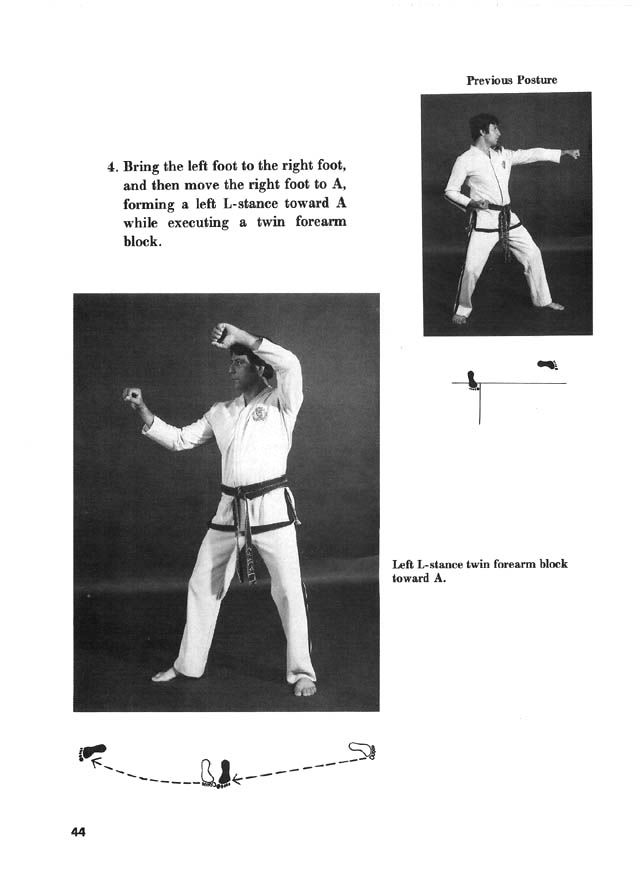 Previous Posture
4. Bring the left foot to the right foot,
and then move the right foot to A,
forming a left L-stance toward A
while executing a twin forearm
block.
Left L-stance twin forearm block
toward A.
44